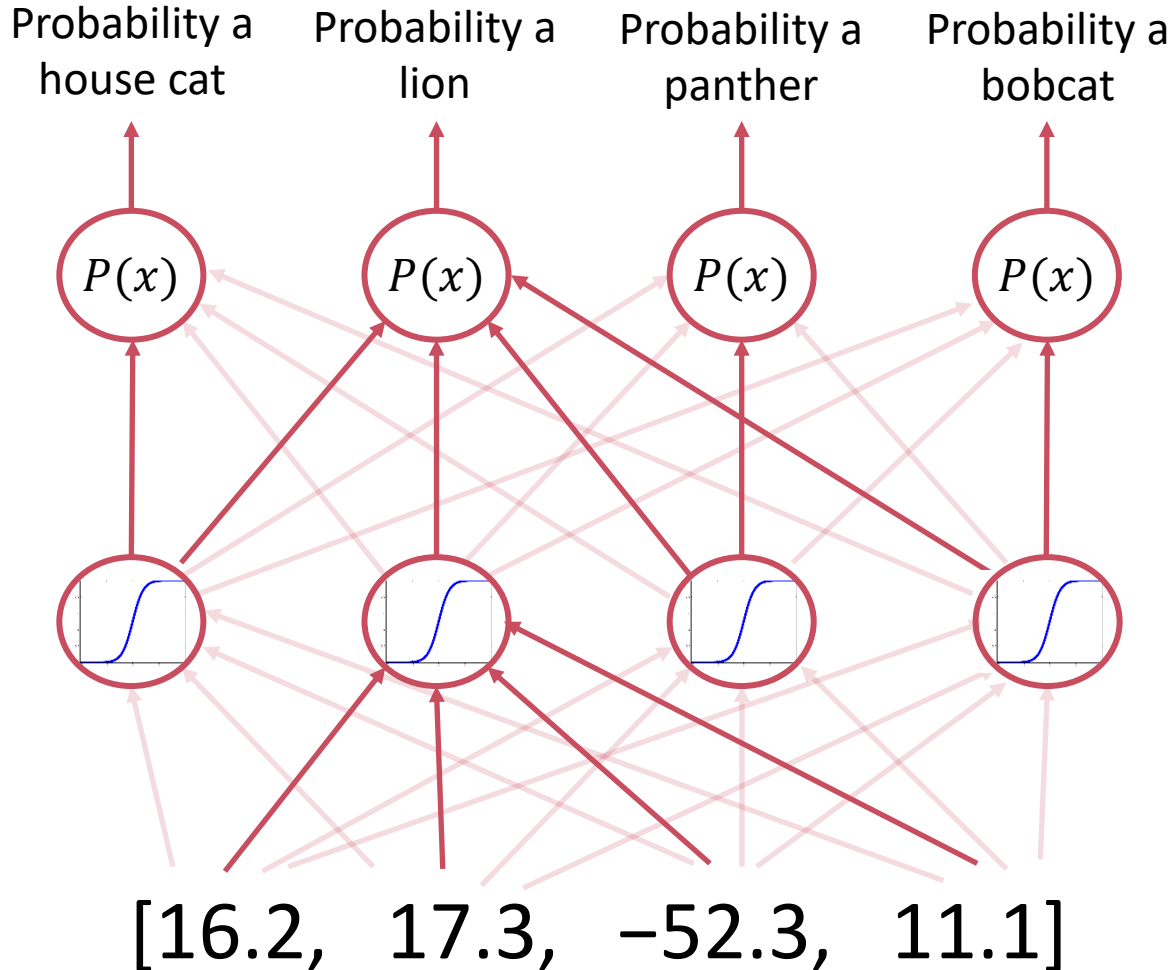 Probability a
house cat
Probability a
lion
Probability a
panther
Probability a
bobcat
P(x)
P(x)
P(x)
P(x)
[16.2, 17.3, −52.3, 11.1]